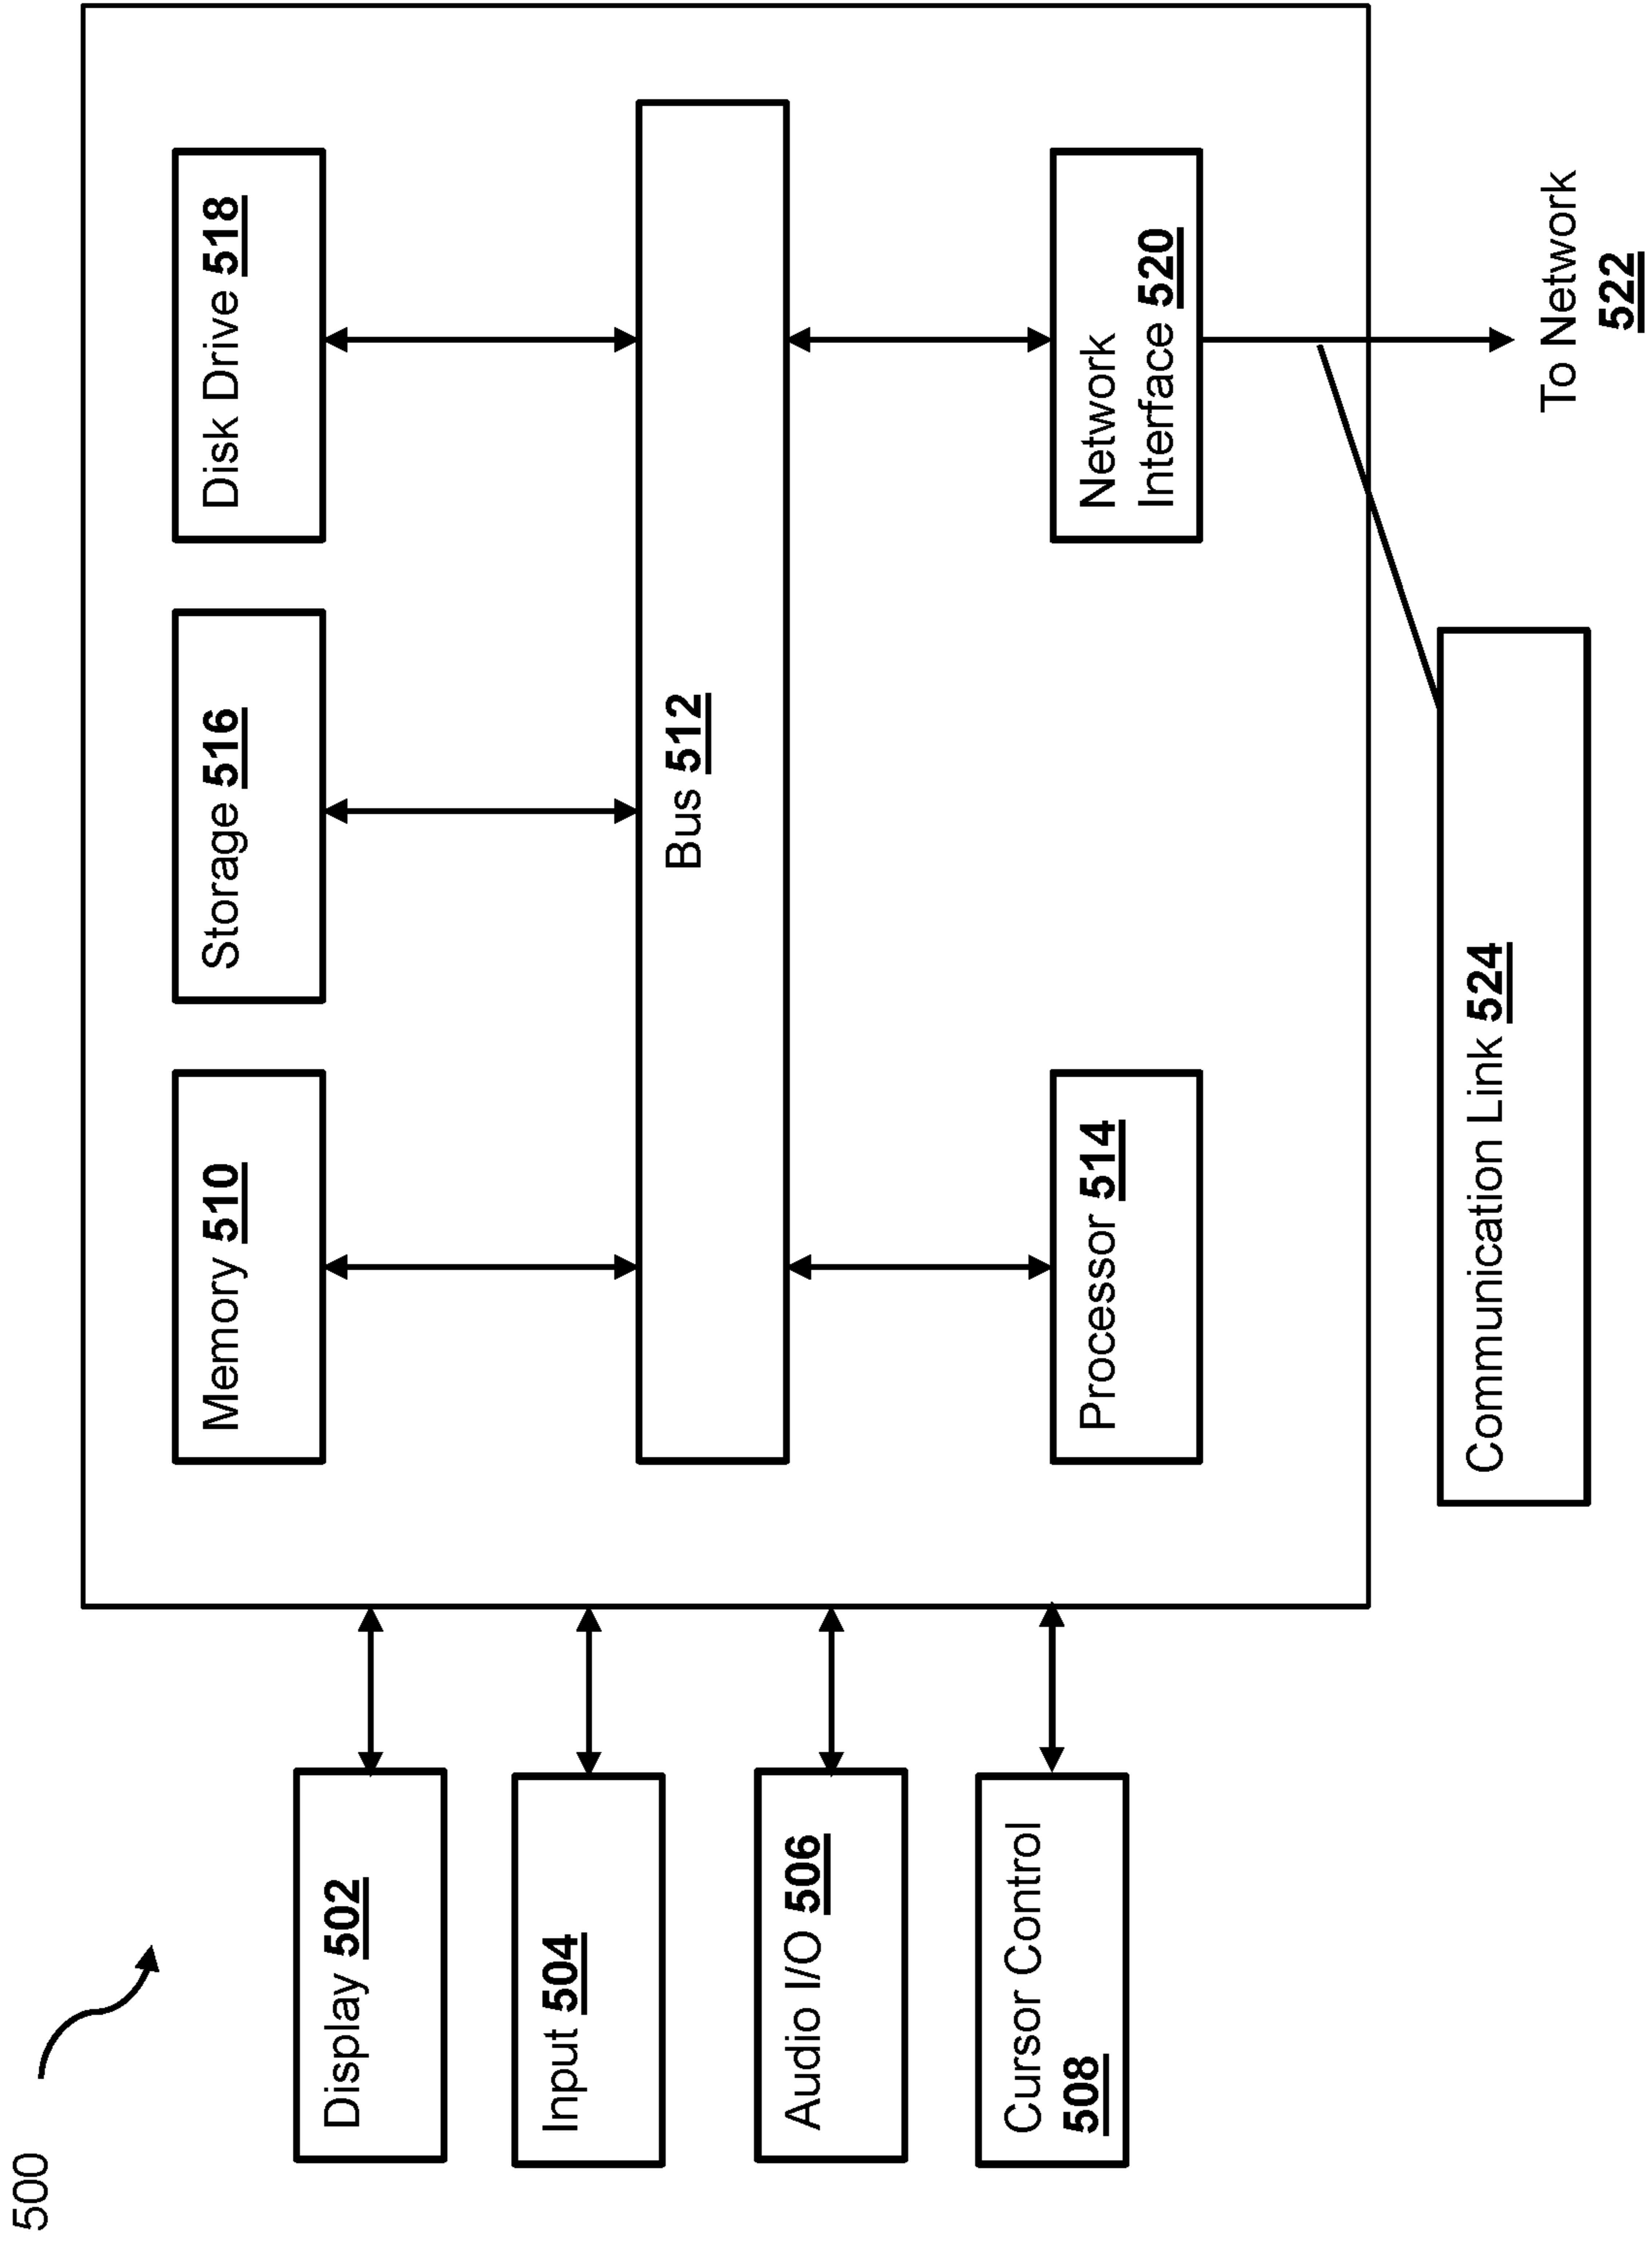 500
Display 502
Input 504
Audio I/O 506
Cursor Control
508
Memory 510
Storage 516
Disk Drive 518
Bus 512
Processor 514
Network
Interface 520
Communication Link 524
To Network
522